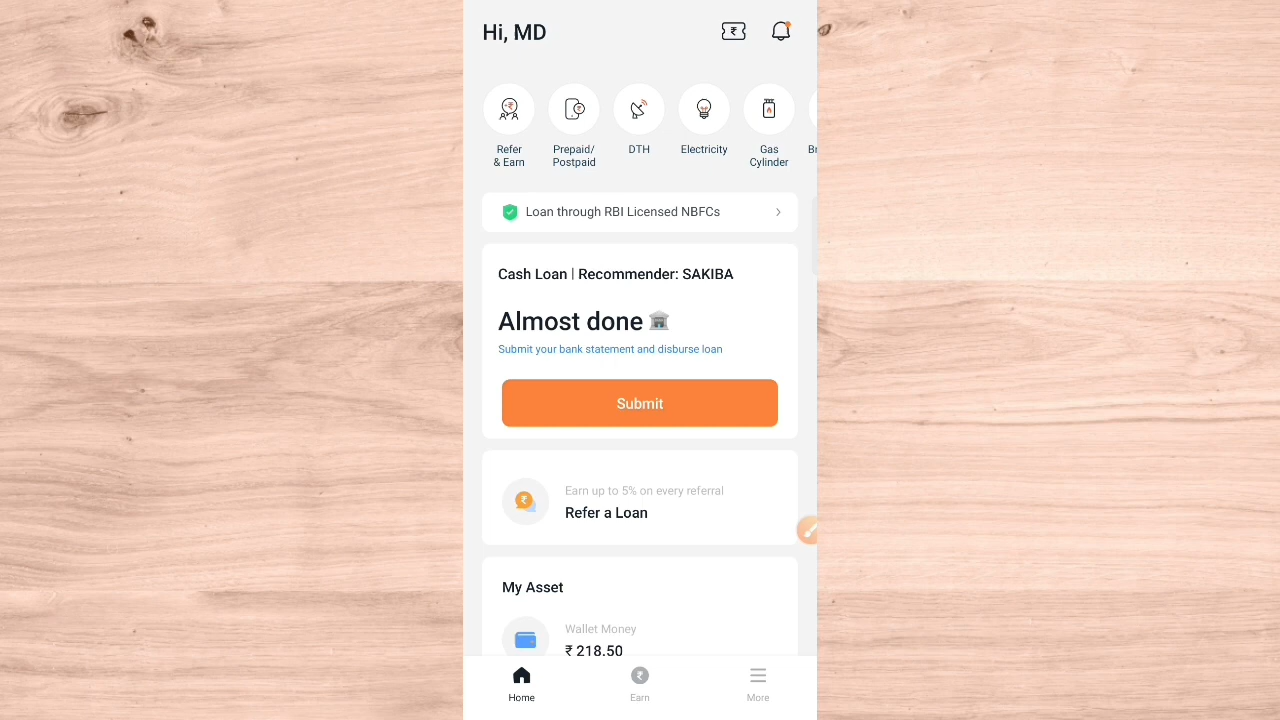 Hi, MD
Refer
& Earn
Prepaid/
Postpaid
DTH
Electricity
Gas
Cylinder
Br
Loan through RBI Licensed NBFCs
Cash Loan | Recommender: SAKIBA
Almost done
Submit your bank statement and disburse loan
Submit
Earn up to 5% on every referral
Refer a Loan
My Asset
Wallet Money
₹ 218.50
Home
Earn
More